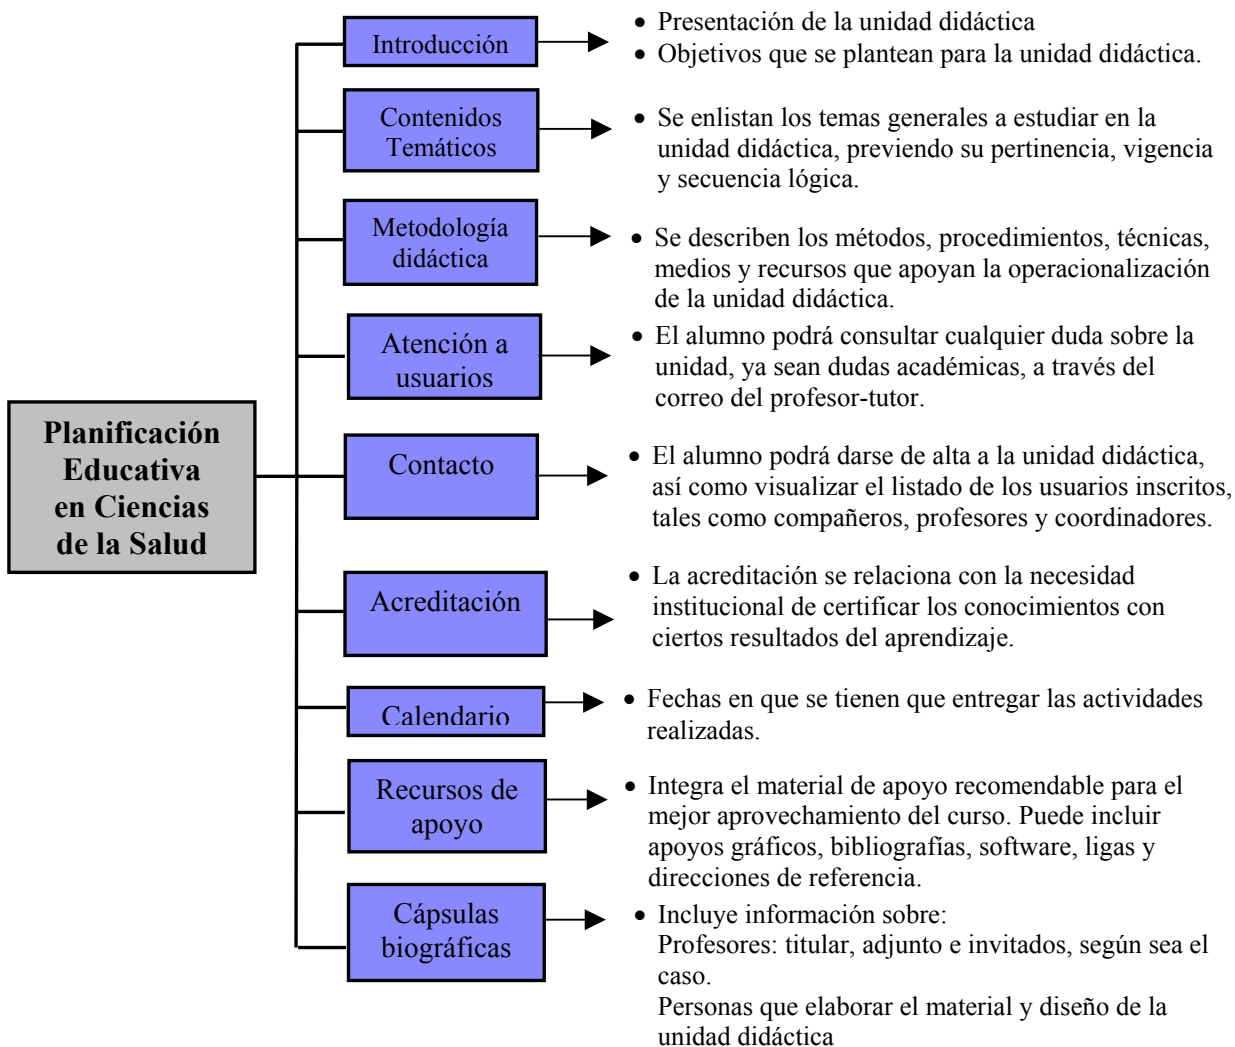 Planificación
Educativa
en Ciencias
de la Salud
Introducción
• Presentación de la unidad didáctica
• Objetivos que se plantean para la unidad didáctica.
Contenidos
Temáticos
• Se enlistan los temas generales a estudiar en la
unidad didáctica, previendo su pertinencia, vigencia
y secuencia lógica.
Metodología
didáctica
• Se describen los métodos, procedimientos, técnicas,
medios y recursos que apoyan la operacionalización
de la unidad didáctica.
Atención a
usuarios
• El alumno podrá consultar cualquier duda sobre la
unidad, ya sean dudas académicas, a través del
correo del profesor-tutor.
Contacto
• El alumno podrá darse de alta a la unidad didáctica,
así como visualizar el listado de los usuarios inscritos,
tales como compañeros, profesores y coordinadores.
Acreditación
• La acreditación se relaciona con la necesidad
institucional de certificar los conocimientos con
ciertos resultados del aprendizaje.
Calendario
• Fechas en que se tienen que entregar las actividades
realizadas.
Recursos de
apoyo
• Integra el material de apoyo recomendable para el
mejor aprovechamiento del curso. Puede incluir
apoyos gráficos, bibliografías, software, ligas y
direcciones de referencia.
Cápsulas
biográficas
• Incluye información sobre:
Profesores: titular, adjunto e invitados, según sea el
caso.
Personas que elaborar el material y diseño de la
unidad didáctica